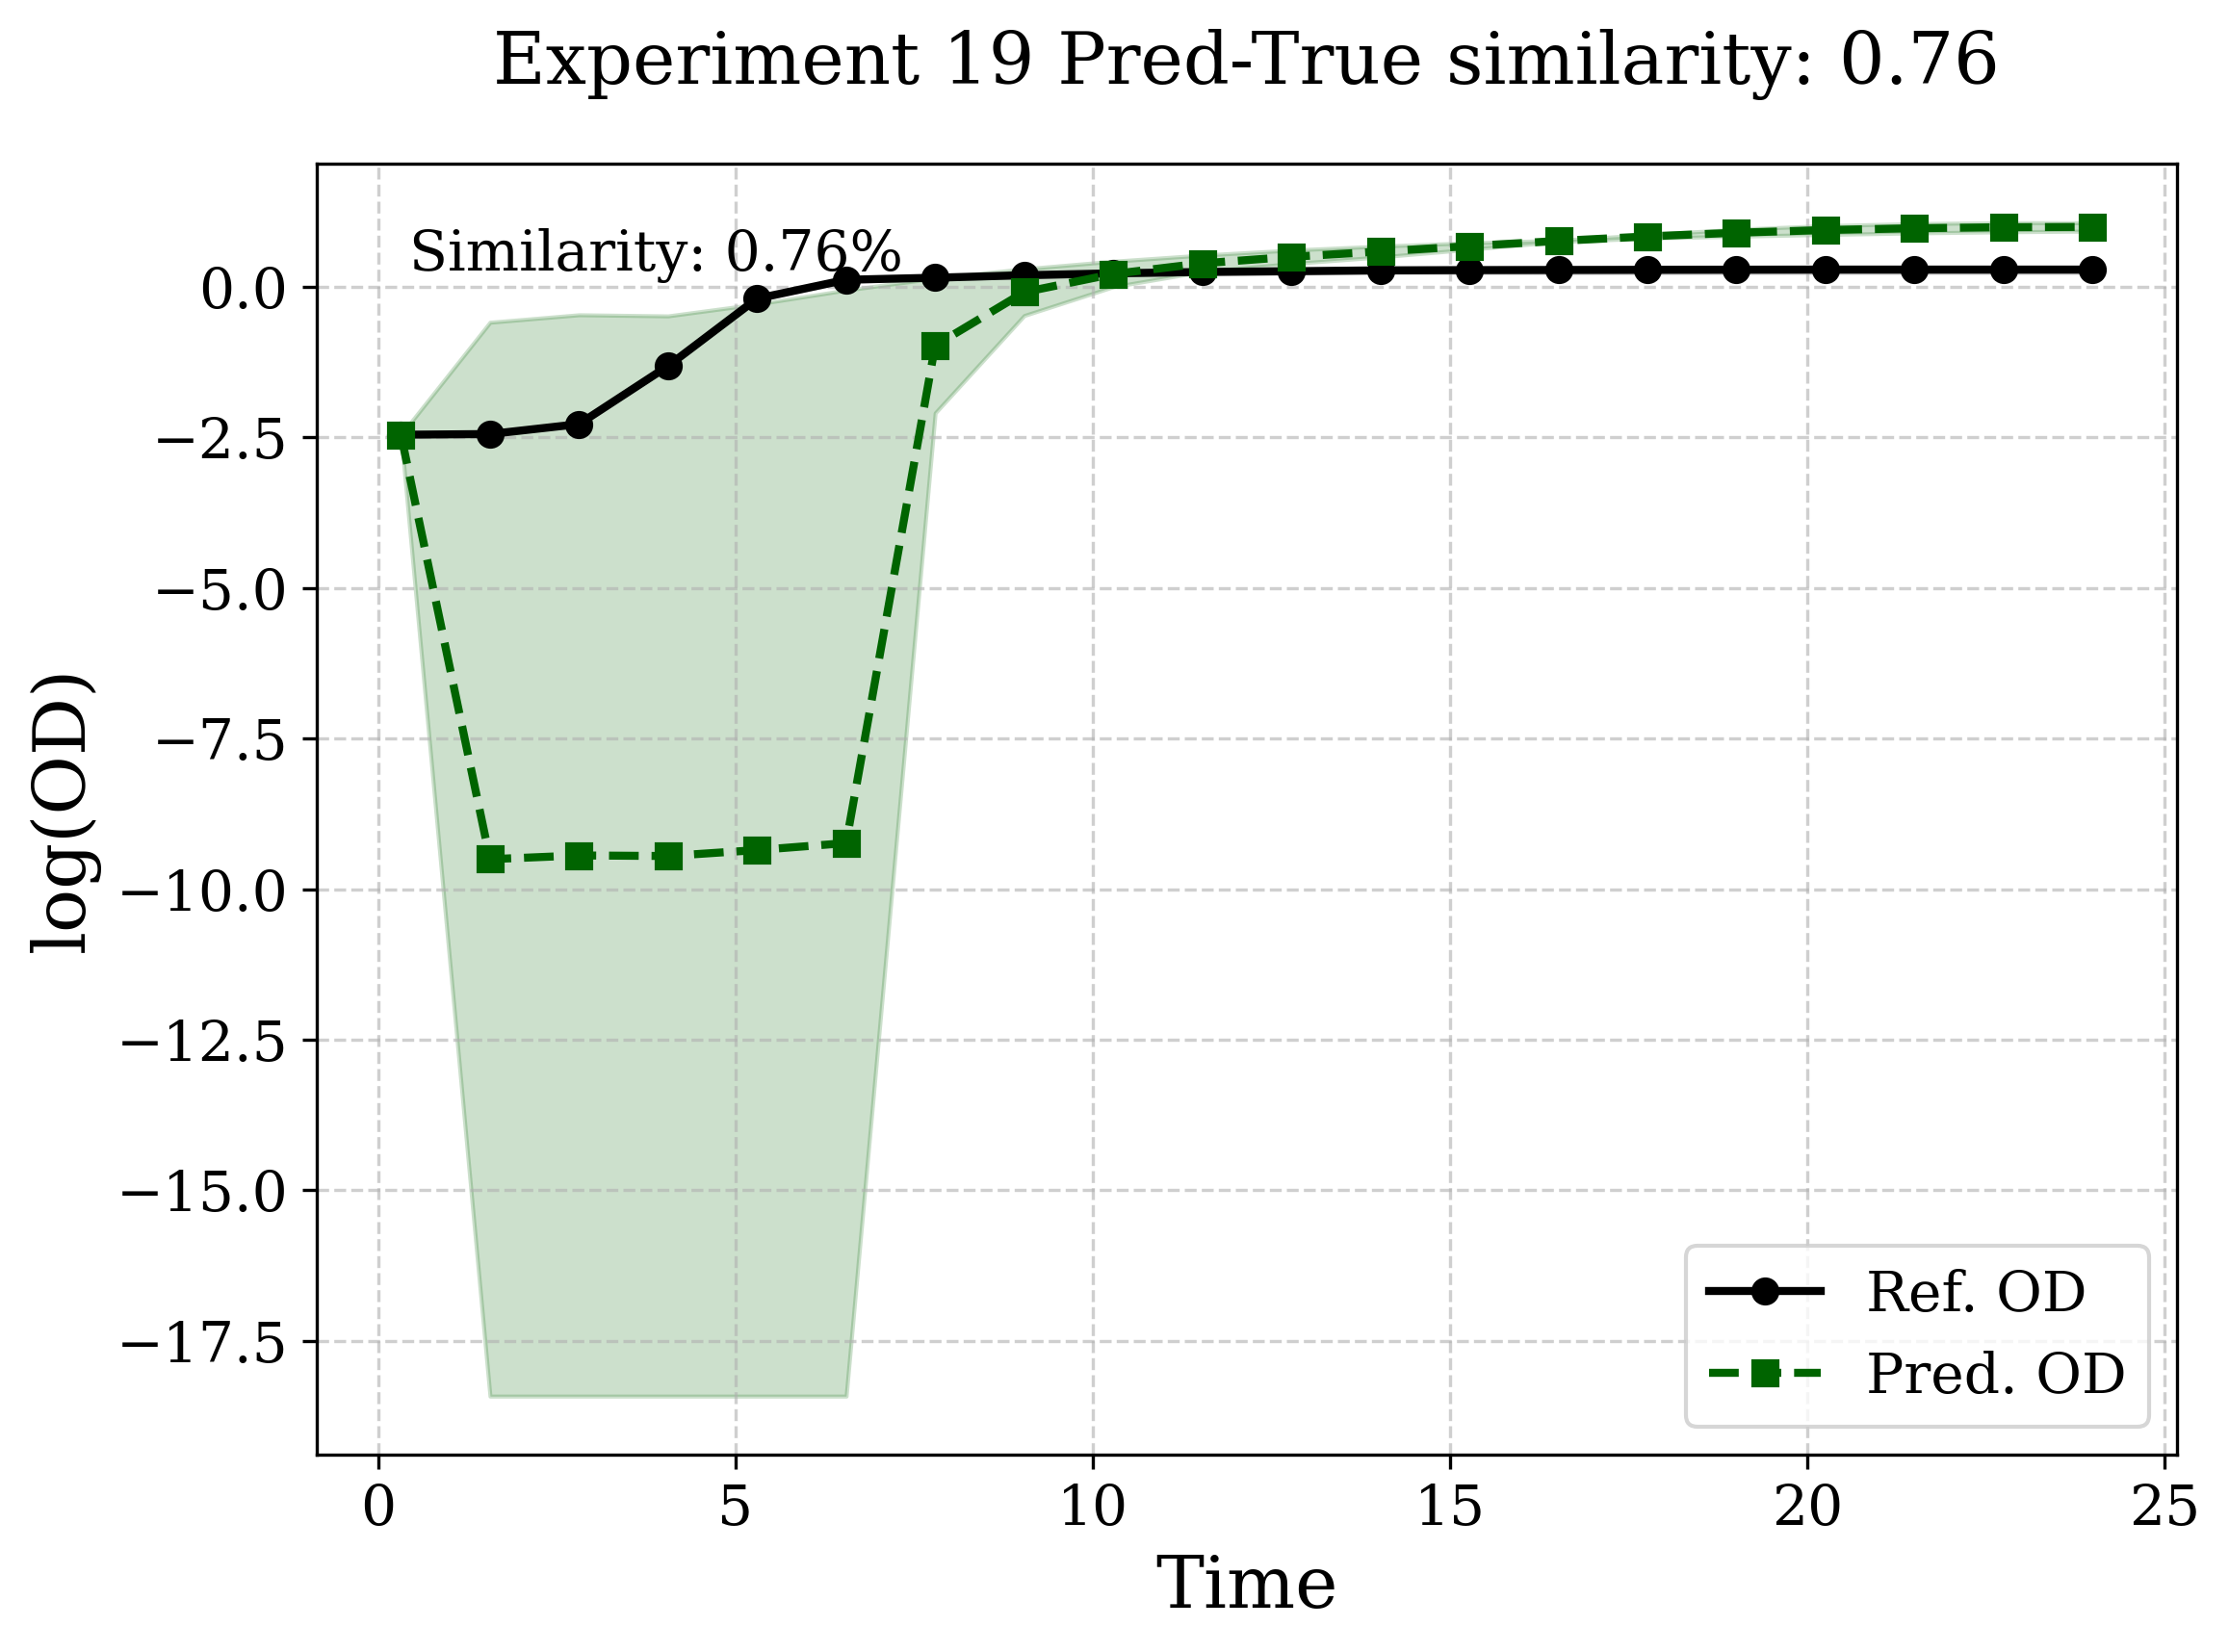 Experiment 19 Pred-True similarity: 0.76
Similarity: 0.76%
0.0
−2.5
−5.0
−7.5
−10.0
−12.5
−15.0
−17.5
log(OD)
Ref. OD
Pred. OD
0 5 10 15 20 25
Time